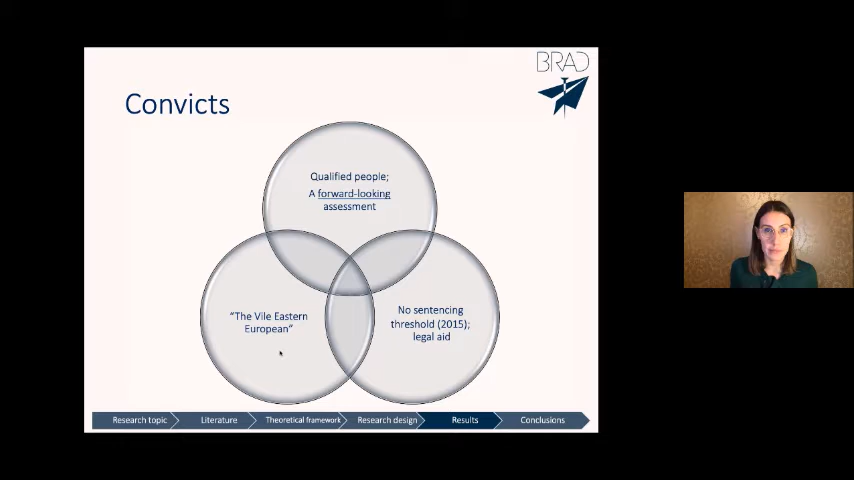 BRAD
Convicts
Qualified people;
A forward-looking
assessment
"The Vile Eastern
European"
No sentencing
threshold (2015);
legal aid
Research topic
Literature
Theoretical framework
Research design
Results
Conclusions